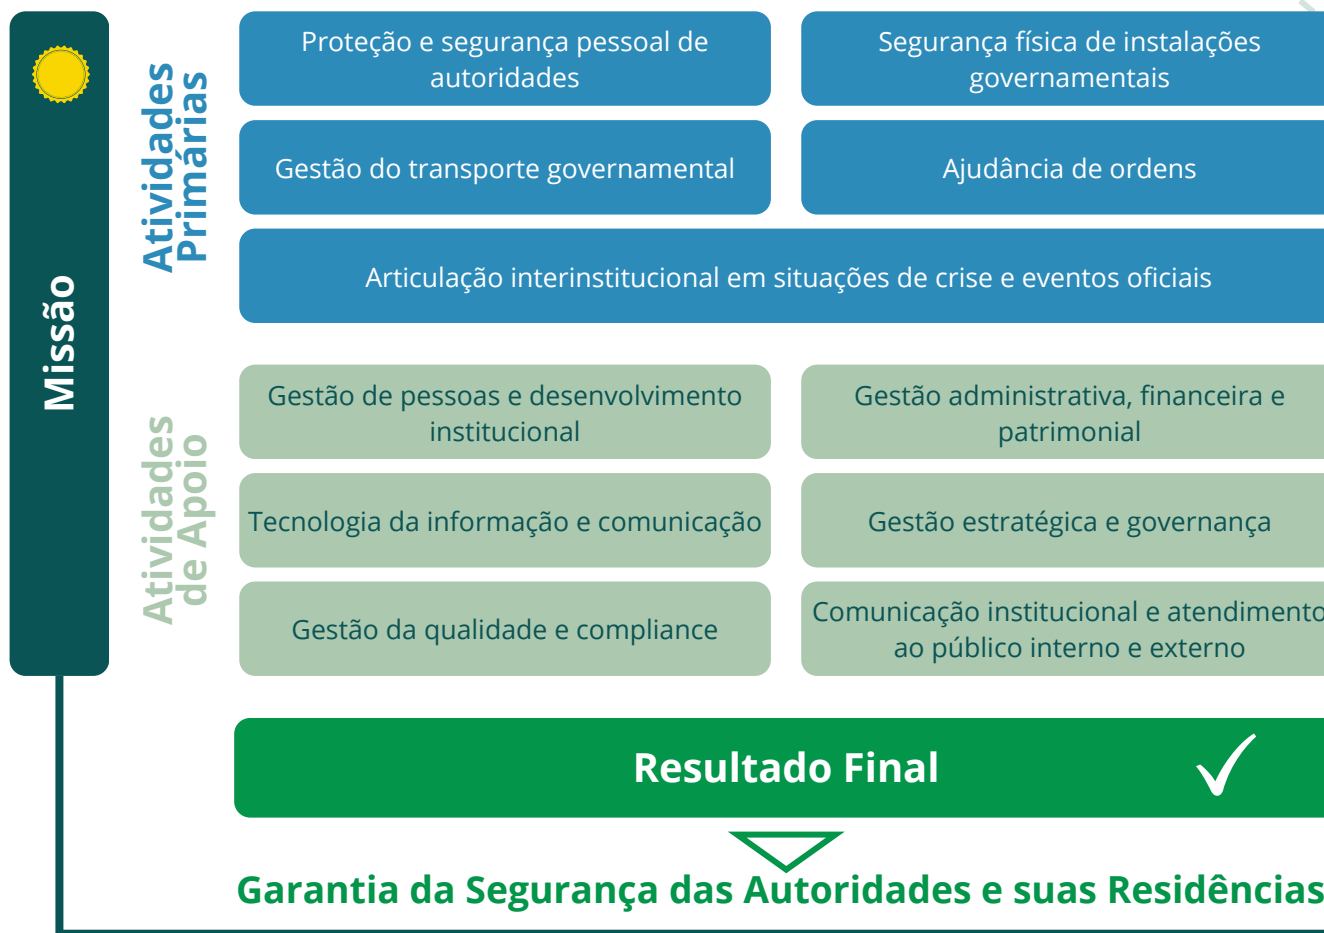 Missão
Atividades
Primárias
Proteção e segurança pessoal de
autoridades
Segurança física de instalações
governamentais
Gestão do transporte governamental
Ajudância de ordens
Articulação interinstitucional em situações de crise e eventos oficiais
Atividades
de Apoio
Gestão de pessoas e desenvolvimento
institucional
Gestão administrativa, financeira e
patrimonial
Tecnologia da informação e comunicação
Gestão estratégica e governança
Gestão da qualidade e compliance
Comunicação institucional e atendimento
ao público interno e externo
Resultado Final
Garantia da Segurança das Autoridades e suas Residências